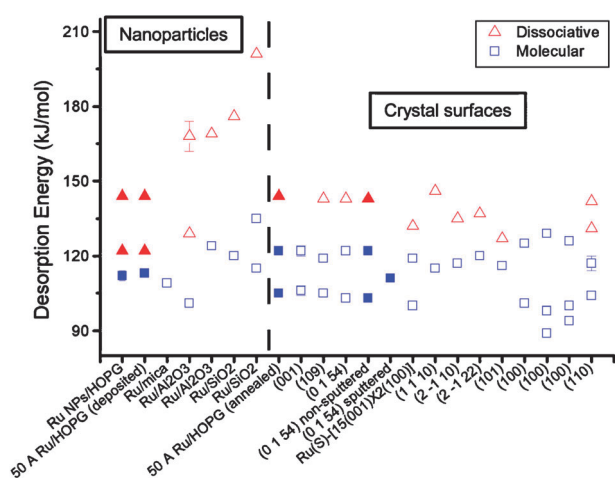 Nanoparticles
Dissociative
Molecular
Crystal surfaces
Desorption Energy (kJ/mol)
210
180
150
120
90
Ru NPs/HOPG
50 A Ru/HOPG (deposited)
Ru/mica
Ru/Al2O3
Ru/Al2O3
Ru/SiO2
Ru/SiO2
50 A Ru/HOPG (annealed)
(001)
(109)
(0 1 54)
(0 1 54) non-sputtered
(0 1 54) sputtered
Ru(S)-[15(001)X2(100)]
(1 1 10)
(2 -1 10)
(2 -1 22)
(101)
(100)
(100)
(100)
(110)